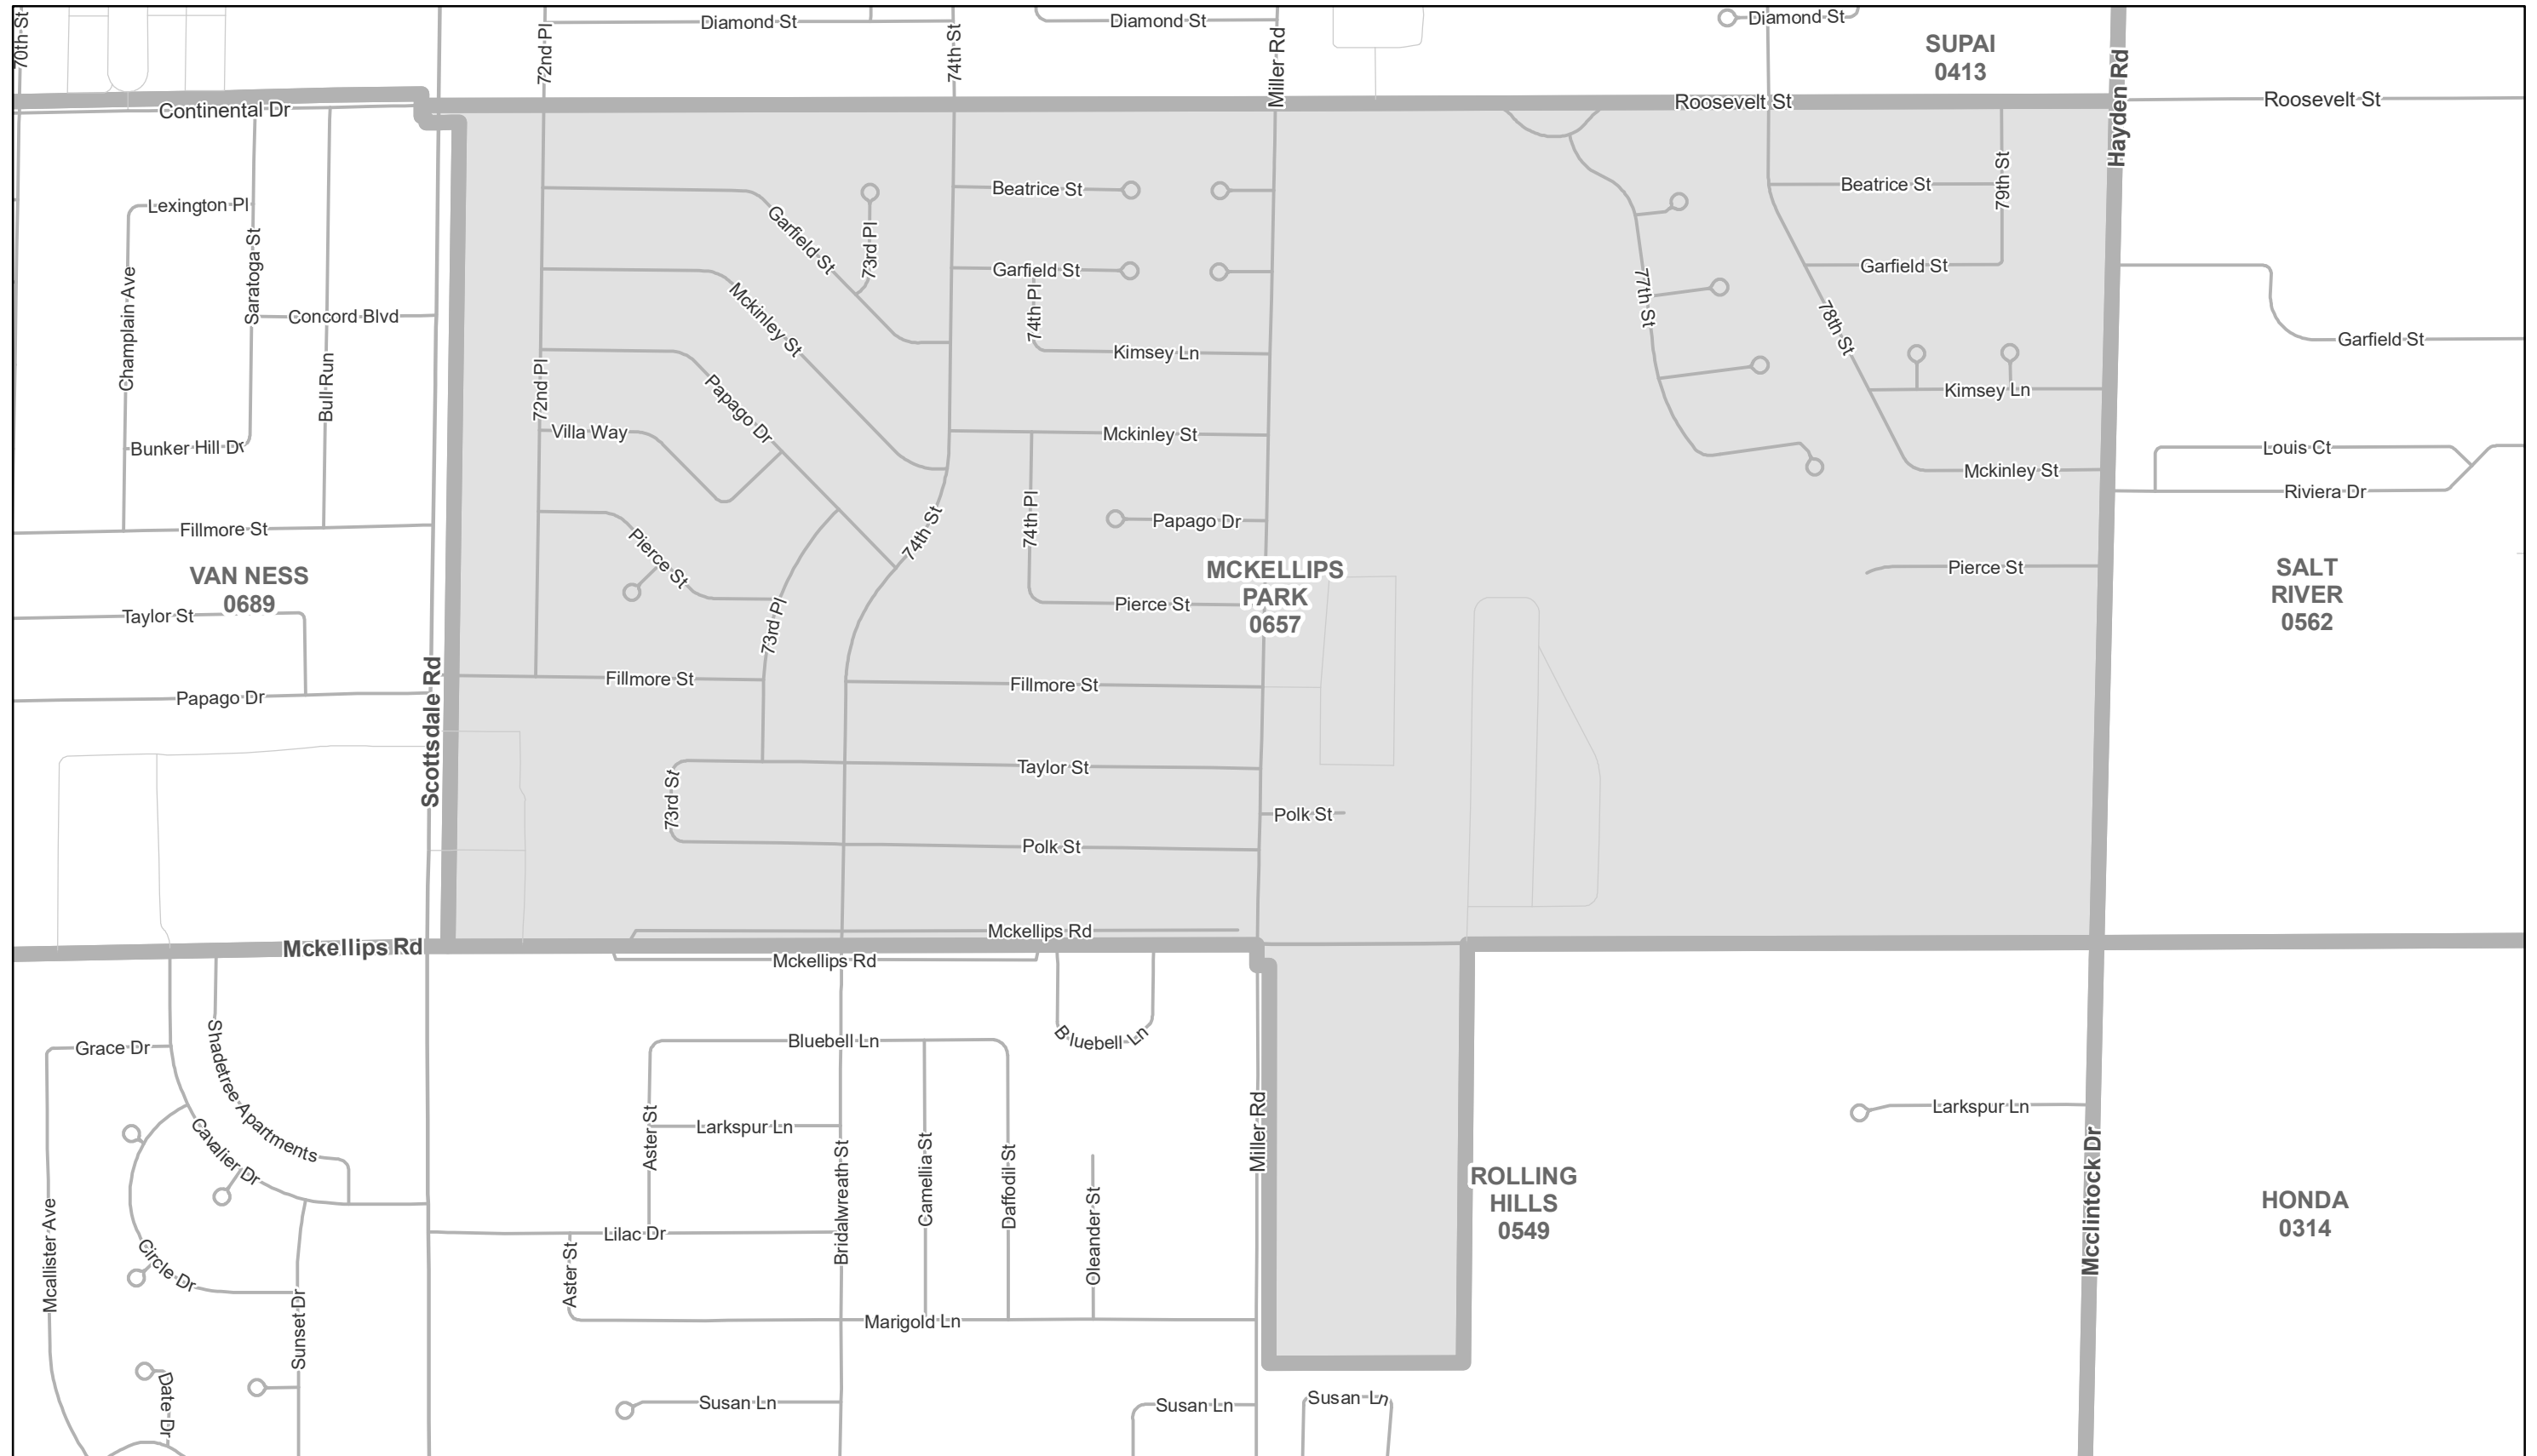 70th St
72nd Pl
Diamond St
74th St
Diamond St
Miller Rd
Diamond St
SUPAI
0413
Hayden Rd
Continental Dr
Roosevelt St
Roosevelt St
Lexington Pl
Saratoga St
Champlain Ave
Concord Blvd
Bull Run
Bunker Hill Dr
Fillmore St
VAN NESS
0689
Taylor St
Papago Dr
Scottsdale Rd
72nd Pl
Garfield St
73rd Pl
Mckinley St
Papago Dr
Villa Way
Pierce St
73rd Pl
74th St
Beatrice St
Garfield St
74th Pl
Kimsey Ln
Mckinley St
74th Pl
Papago Dr
Pierce St
MCKELLIPS
PARK
0657
Fillmore St
Fillmore St
73rd St
Taylor St
Polk St
Polk St
Mckellips Rd
77th St
78th St
Beatrice St
79th St
Garfield St
Kimsey Ln
Mckinley St
Pierce St
Garfield St
Louis Ct
Riviera Dr
SALT
RIVER
0562
Mckellips Rd
Mckellips Rd
Grace Dr
Shadetree Apartments
Cavalier Dr
Mcallister Ave
Circle Dr
Sunset Dr
Date Dr
Bluebell Ln
Bluebell Ln
Aster St
Larkspur Ln
Bridalwreath St
Camellia St
Daffodil St
Oleander St
Miller Rd
Lilac Dr
Aster St
Marigold Ln
Susan Ln
Susan Ln
Susan Ln
ROLLING
HILLS
0549
Larkspur Ln
Mcclintock Dr
HONDA
0314